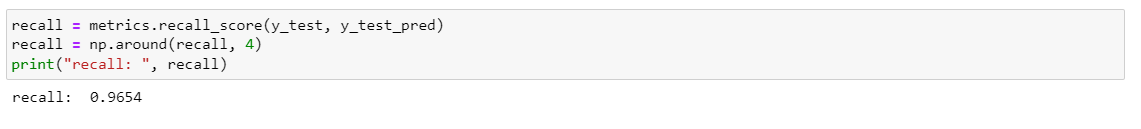 recall = metrics.recall_score(y_test, y_test_pred)
recall = np.around(recall, 4)
print("recall: ", recall)
recall:  0.9654